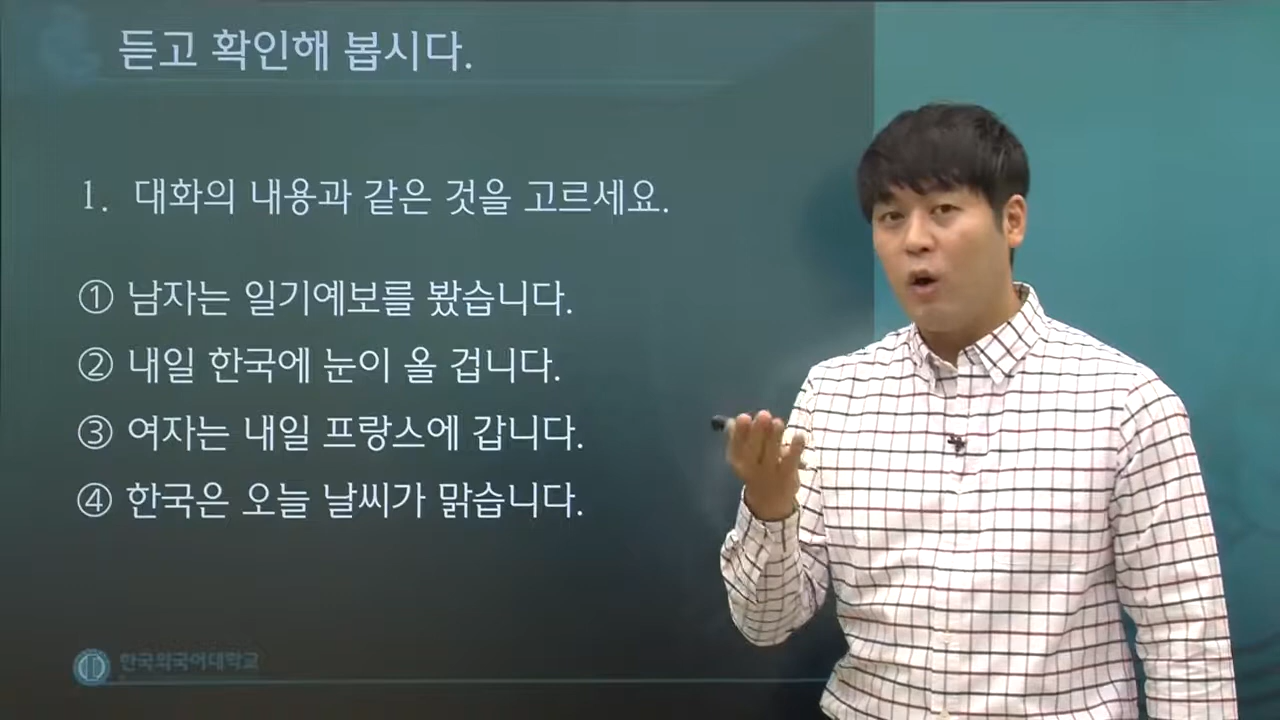 듣고 확인해 봅시다.
1. 대화의 내용과 같은 것을 고르세요.
① 남자는 일기예보를 봤습니다.
② 내일 한국에 눈이 올 겁니다.
③ 여자는 내일 프랑스에 갑니다.
④ 한국은 오늘 날씨가 맑습니다.
한국외국어대학교